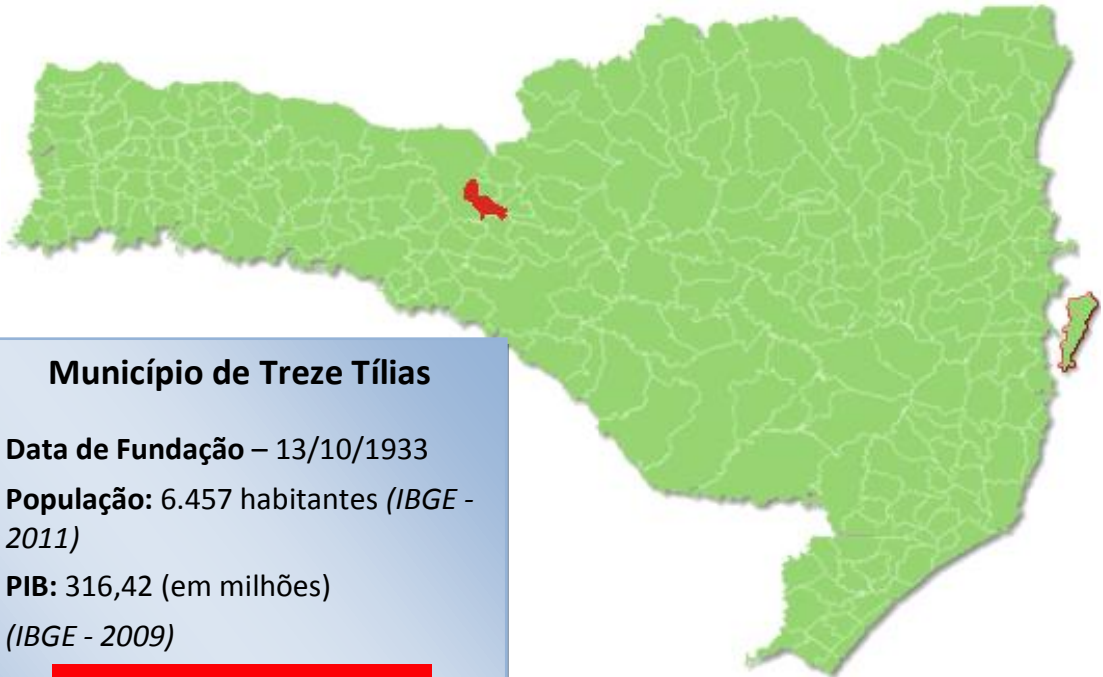 Município de Treze Tílias
Data de Fundação – 13/10/1933
População: 6.457 habitantes (IBGE -
2011)
PIB: 316,42 (em milhões)
(IBGE - 2009)